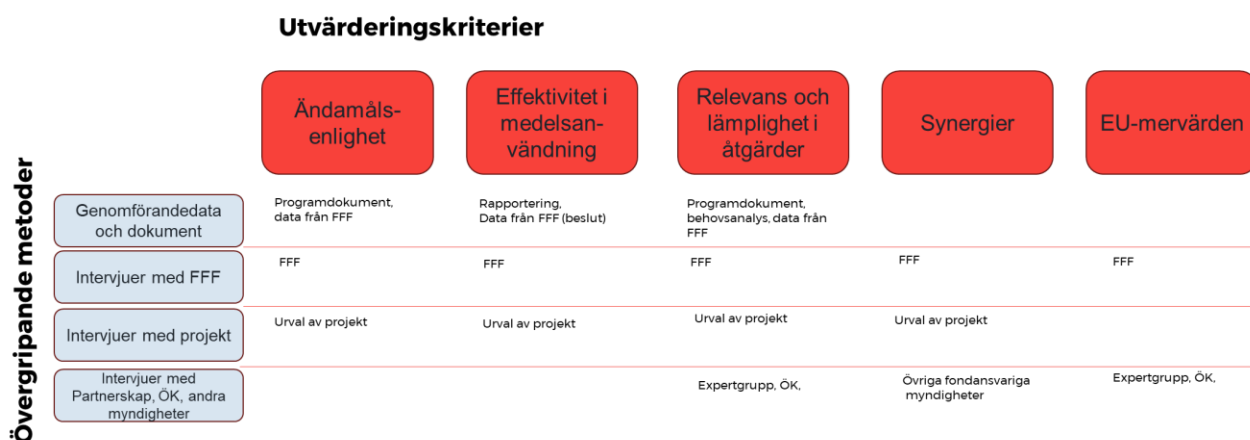 Utvärderingskriterier
Ändamåls-
enlighet
Effektivitet i
medelsan-
vändning
Relevans och
lämplighet i
åtgärder
Synergier
EU-mervärden
Övergripande metoder
Genomförandedata
och dokument
Programdokument,
data från FFF
Rapportering,
Data från FFF (beslut)
Programdokument,
behovsanalys, data från
FFF
Intervjuer med FFF
FFF
FFF
FFF
FFF
FFF
Intervjuer med projekt
Urval av projekt
Urval av projekt
Urval av projekt
Urval av projekt
Intervjuer med
Partnerskap, ÖK, andra
myndigheter
Expertgrupp, ÖK,
Övriga fondansvariga
myndigheter
Expertgrupp, ÖK,